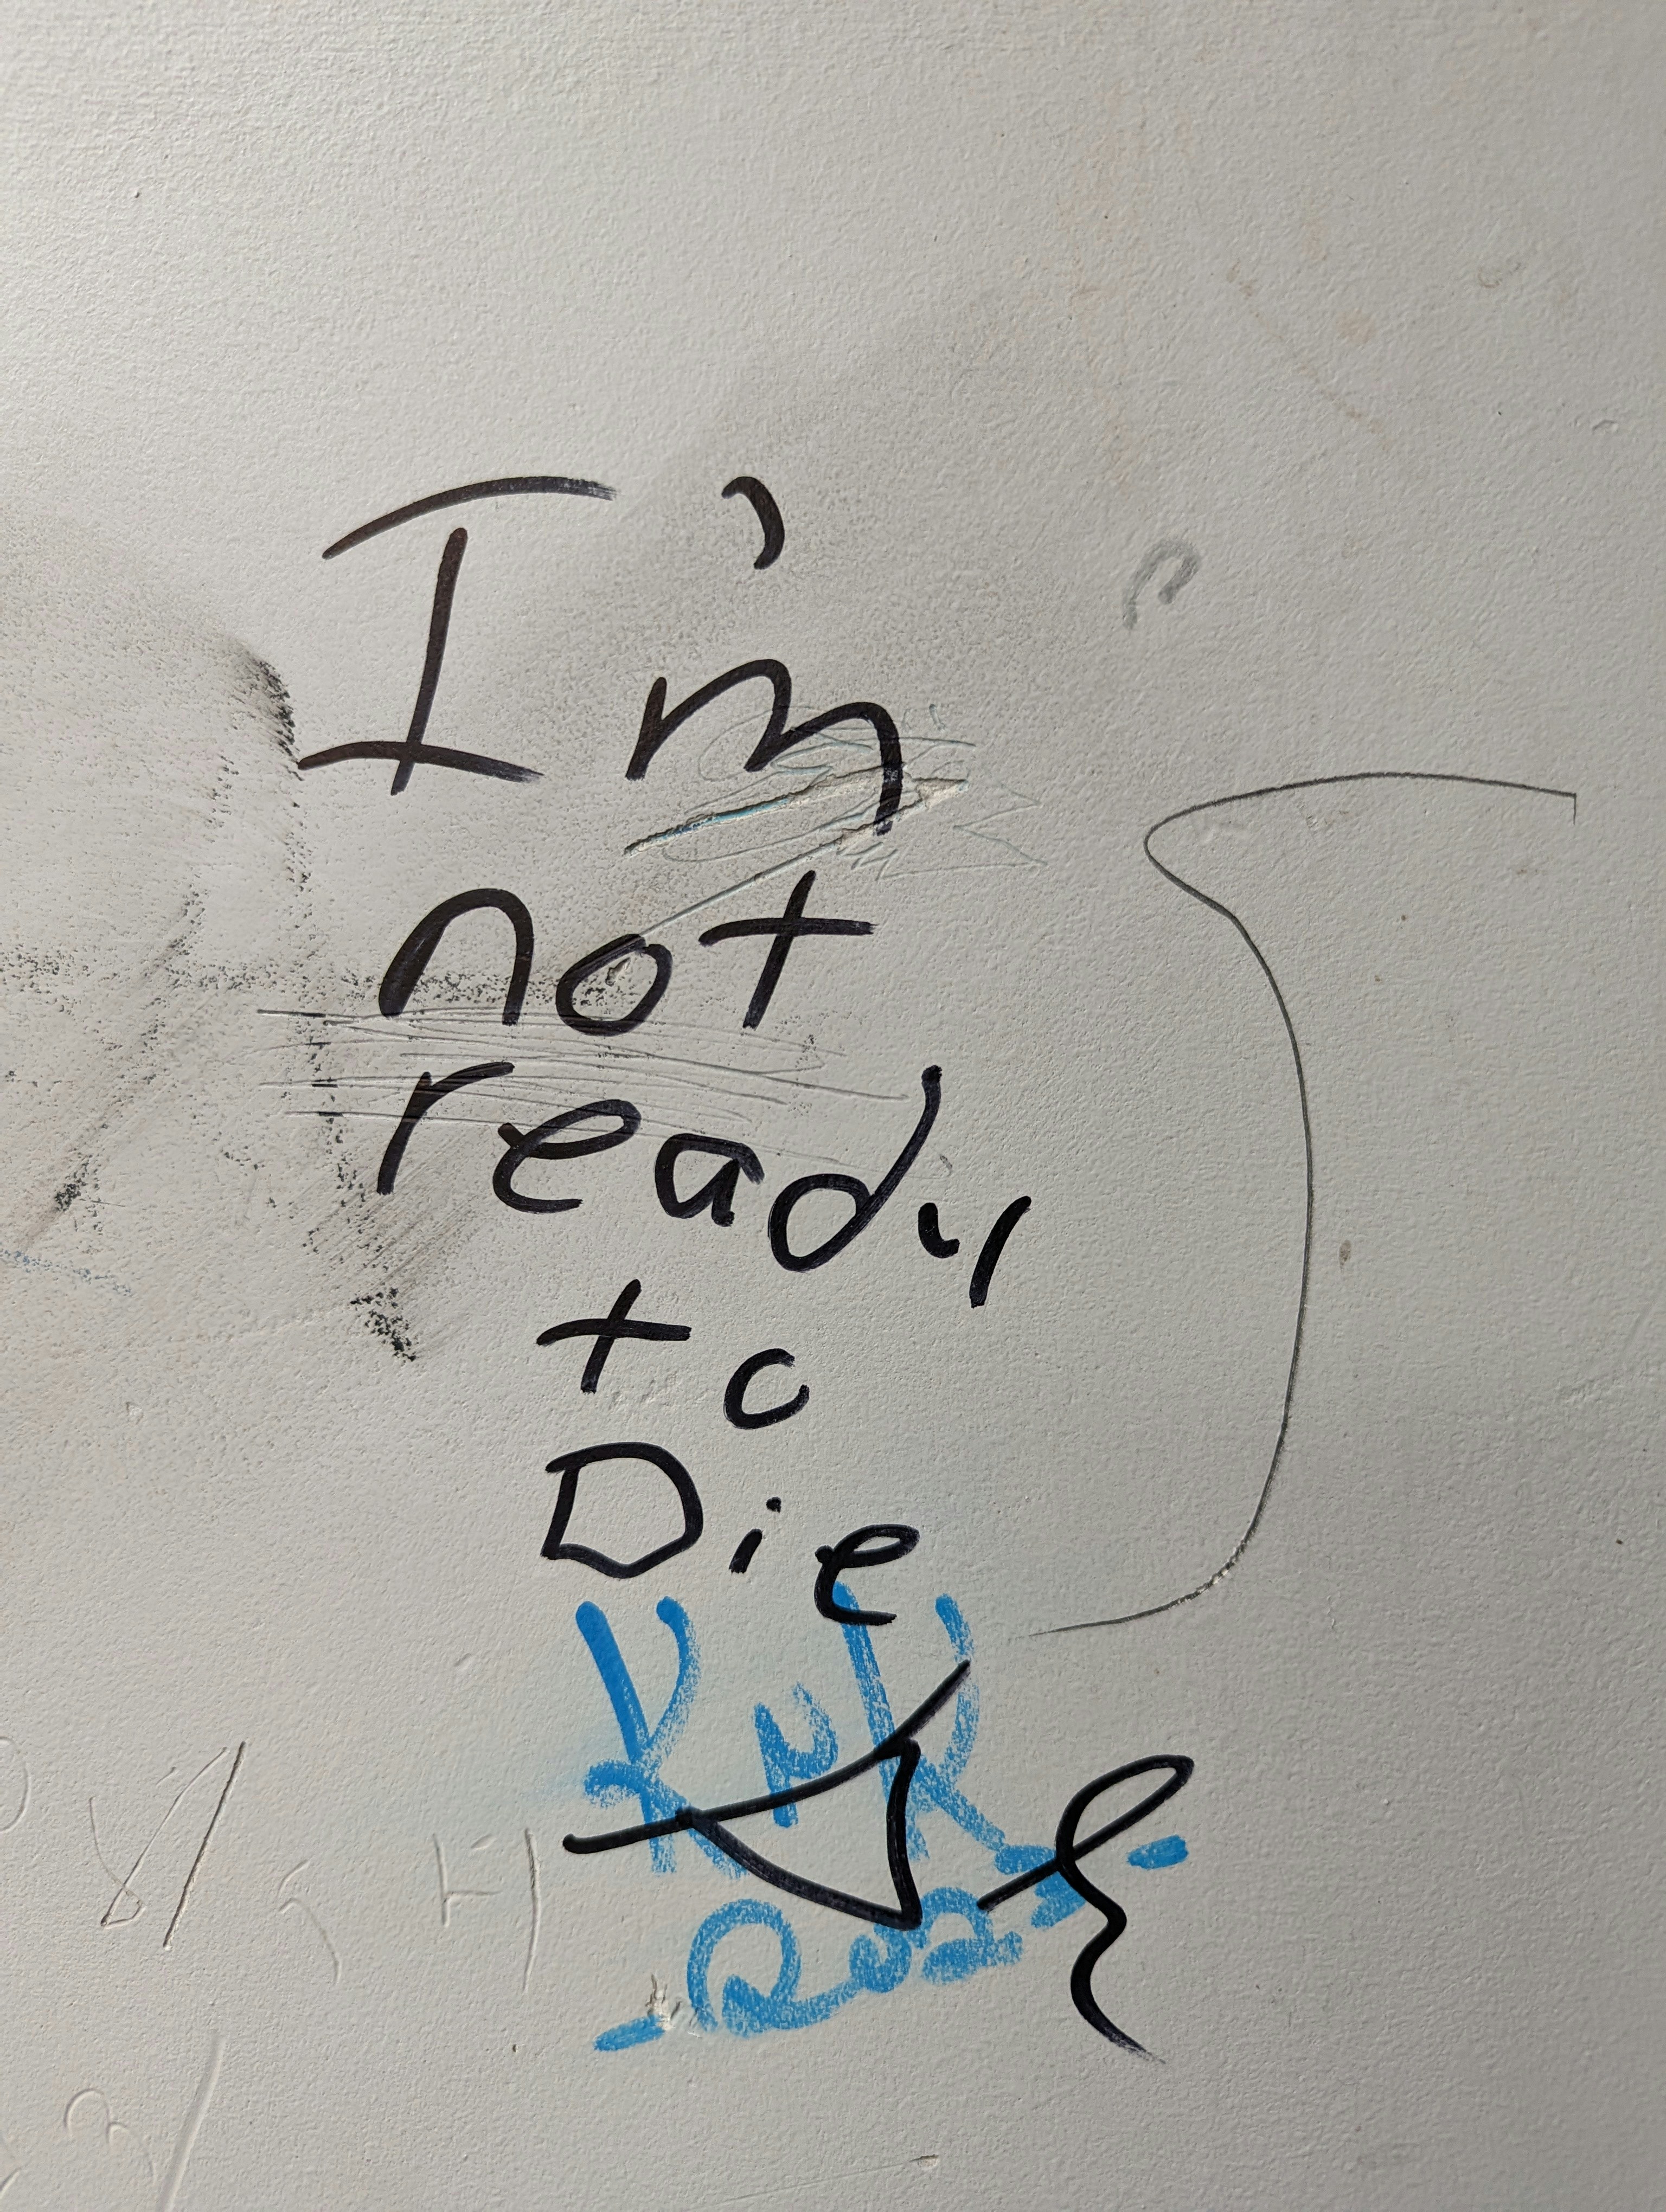 I'm
not
ready
to
Die